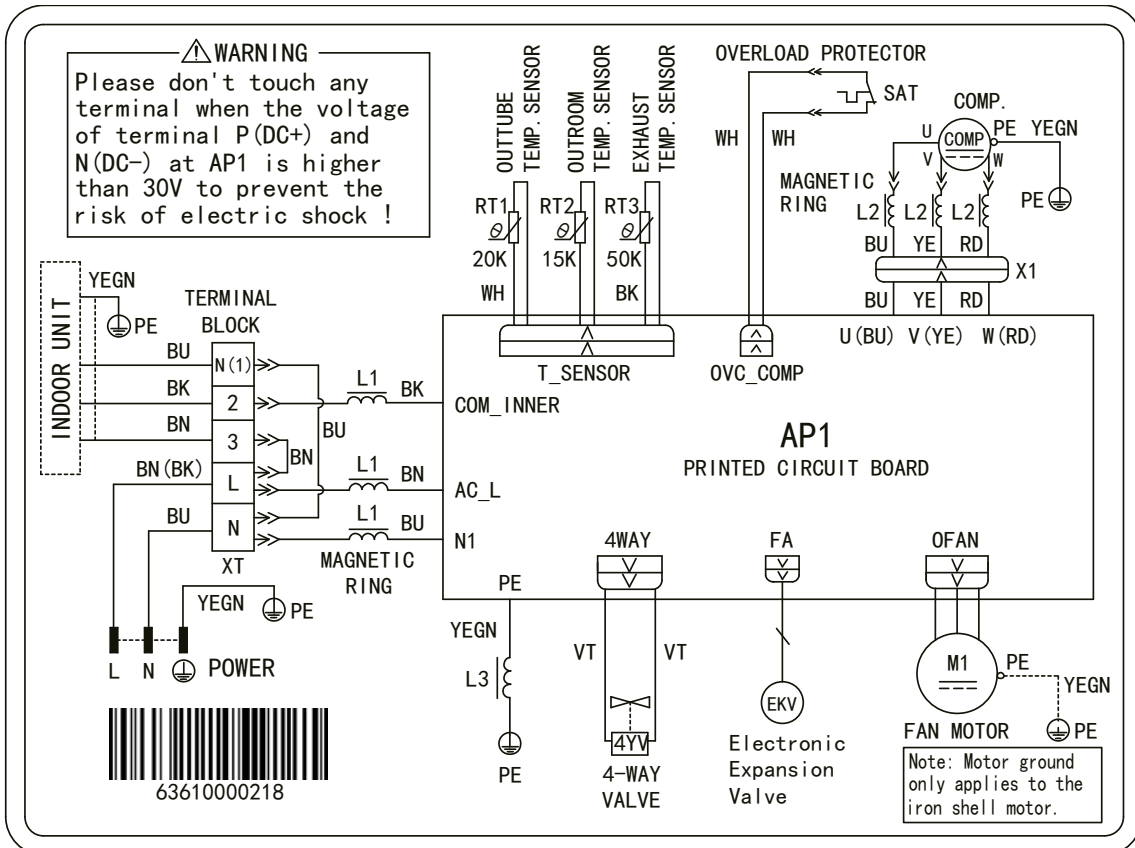 WARNING
Please don't touch any
terminal when the voltage
of terminal P(DC+) and
N(DC-) at AP1 is higher
than 30V to prevent the
risk of electric shock !
OUTTUBE
TEMP. SENSOR
OUTROOM
TEMP. SENSOR
EXHAUST
TEMP. SENSOR
RT1
RT2
RT3
θ
θ
θ
20K
15K
50K
WH
BK
OVERLOAD PROTECTOR
SAT
WH
WH
COMP.
U
COMP
PE
YEGN
V
W
MAGNETIC
RING
PE
L2
L2
L2
BU
YE
RD
X1
BU
YE
RD
U(BU)
V(YE)
W(RD)
INDOOR UNIT
YEGN
PE
TERMINAL
BLOCK
BU
N(1)
BK
2
BN
3
BN
BU
BN(BK)
L
BU
N
XT
L1
BK
L1
BN
L1
BU
MAGNETIC
RING
YEGN
PE
L
N
POWER
T_SENSOR
OVC_COMP
COM_INNER
AP1
PRINTED CIRCUIT BOARD
AC_L
N1
PE
4WAY
FA
OFAN
YEGN
L3
PE
VT
VT
4YV
4-WAY
VALVE
EKV
Electronic
Expansion
Valve
M1
PE
YEGN
PE
FAN MOTOR
Note: Motor ground
only applies to the
iron shell motor.
63610000218